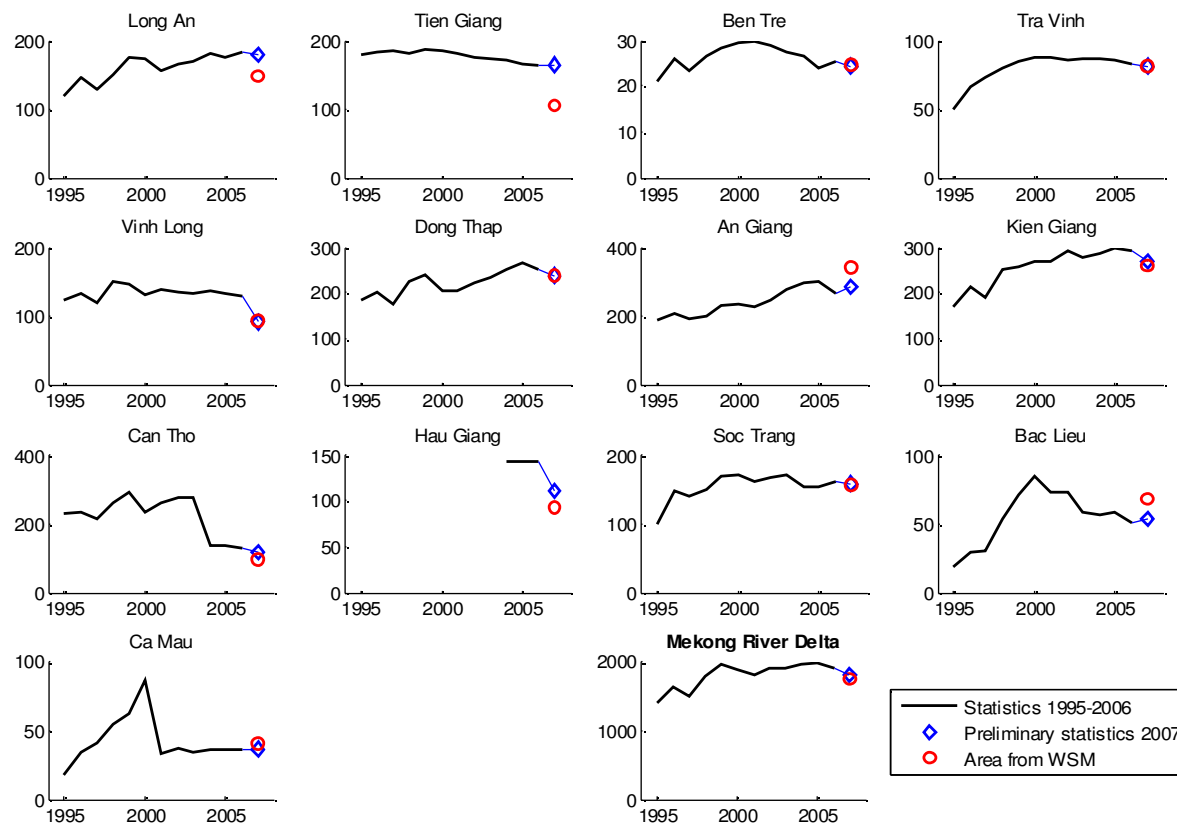 Long An
Tien Giang
Ben Tre
Tra Vinh
200
100
0
1995 2000 2005
200
100
0
1995 2000 2005
30
20
10
0
1995 2000 2005
100
50
0
1995 2000 2005
Vinh Long
Dong Thap
An Giang
Kien Giang
200
100
0
1995 2000 2005
300
200
100
0
1995 2000 2005
400
200
0
1995 2000 2005
300
200
100
0
1995 2000 2005
Can Tho
Hau Giang
Soc Trang
Bac Lieu
400
200
0
1995 2000 2005
150
100
50
0
1995 2000 2005
200
100
0
1995 2000 2005
100
50
0
1995 2000 2005
Ca Mau
Mekong River Delta
100
50
0
1995 2000 2005
2000
1000
0
1995 2000 2005
Statistics 1995-2006
Preliminary statistics 2007
Area from WSM